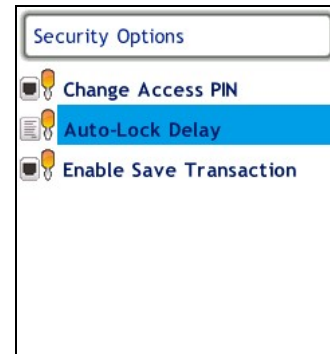 Security Options
Change Access PIN
Auto-Lock Delay
Enable Save Transaction